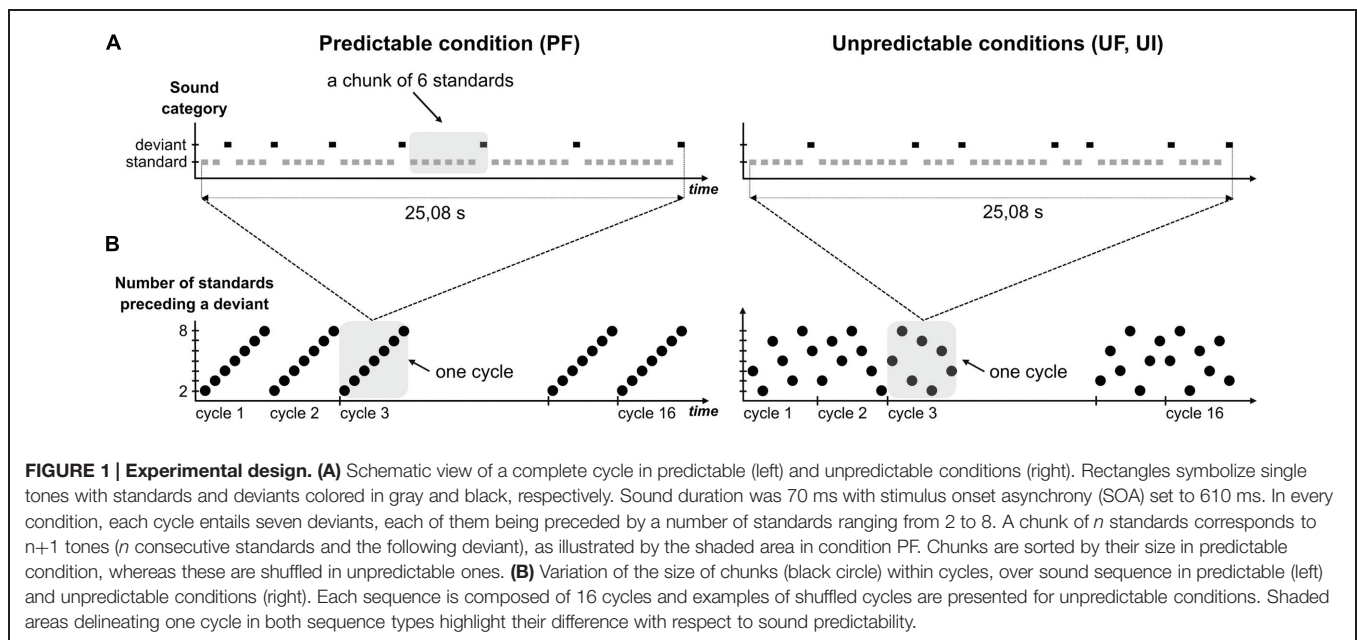 A
Predictable condition (PF)
Unpredictable conditions (UF, UI)
a chunk of 6 standards
Sound
category
deviant
standard
time
25,08 s
25,08 s
B
Number of standards
preceding a deviant
8
2
one cycle
one cycle
cycle 1 cycle 2 cycle 3 cycle 16 time
cycle 1 cycle 2 cycle 3 cycle 16
FIGURE 1 | Experimental design. (A) Schematic view of a complete cycle in predictable (left) and unpredictable conditions (right). Rectangles symbolize single
tones with standards and deviants colored in gray and black, respectively. Sound duration was 70 ms with stimulus onset asynchrony (SOA) set to 610 ms. In every
condition, each cycle entails seven deviants, each of them being preceded by a number of standards ranging from 2 to 8. A chunk of n standards corresponds to
n+1 tones (n consecutive standards and the following deviant), as illustrated by the shaded area in condition PF. Chunks are sorted by their size in predictable
condition, whereas these are shuffled in unpredictable ones. (B) Variation of the size of chunks (black circle) within cycles, over sound sequence in predictable (left)
and unpredictable conditions (right). Each sequence is composed of 16 cycles and examples of shuffled cycles are presented for unpredictable conditions. Shaded
areas delineating one cycle in both sequence types highlight their difference with respect to sound predictability.